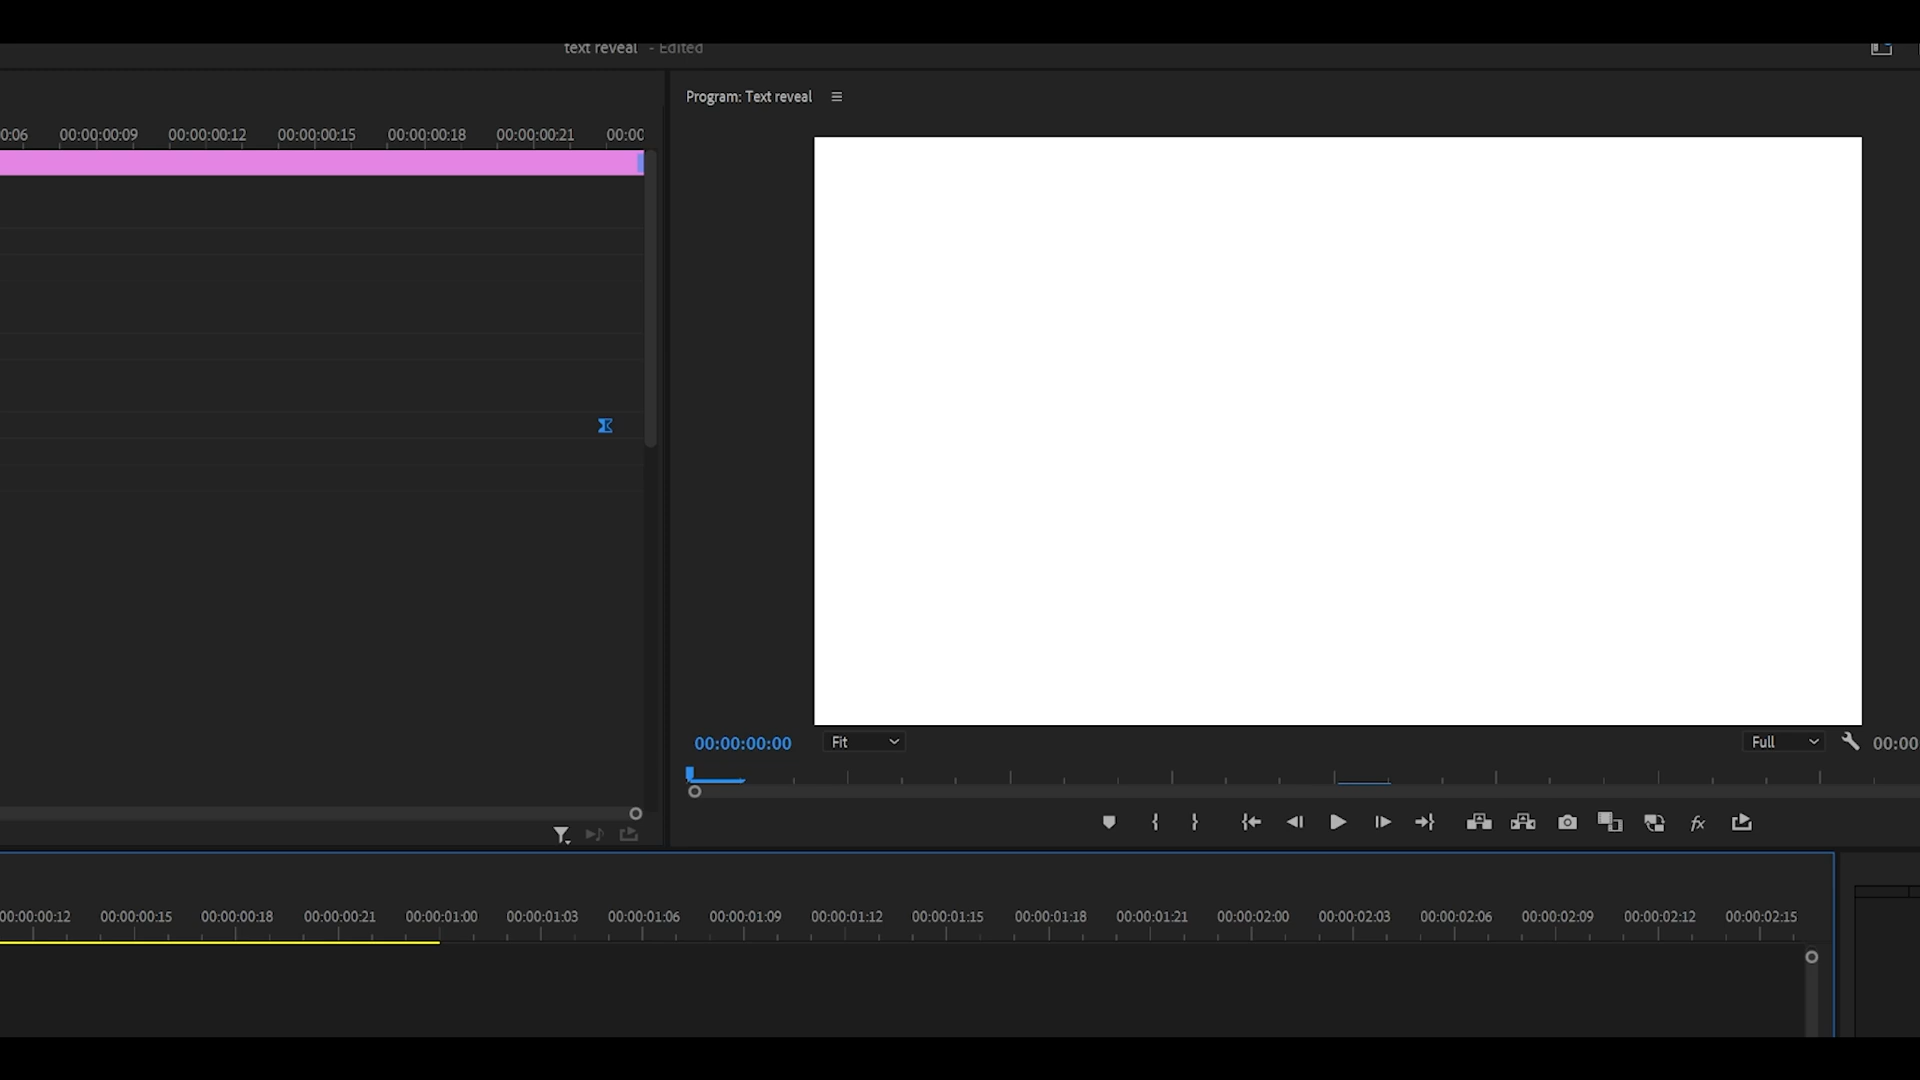 text reveal - Edited
Program: Text reveal
0:06 00:00:00:09 00:00:00:12 00:00:00:15 00:00:00:18 00:00:00:21 00:00
00:00:00:00 Fit Full 00:00
fx
00:00:00:12 00:00:00:15 00:00:00:18 00:00:00:21 00:00:01:00 00:00:01:03 00:00:01:06 00:00:01:09 00:00:01:12 00:00:01:15 00:00:01:18 00:00:01:21 00:00:02:00 00:00:02:03 00:00:02:06 00:00:02:09 00:00:02:12 00:00:02:15